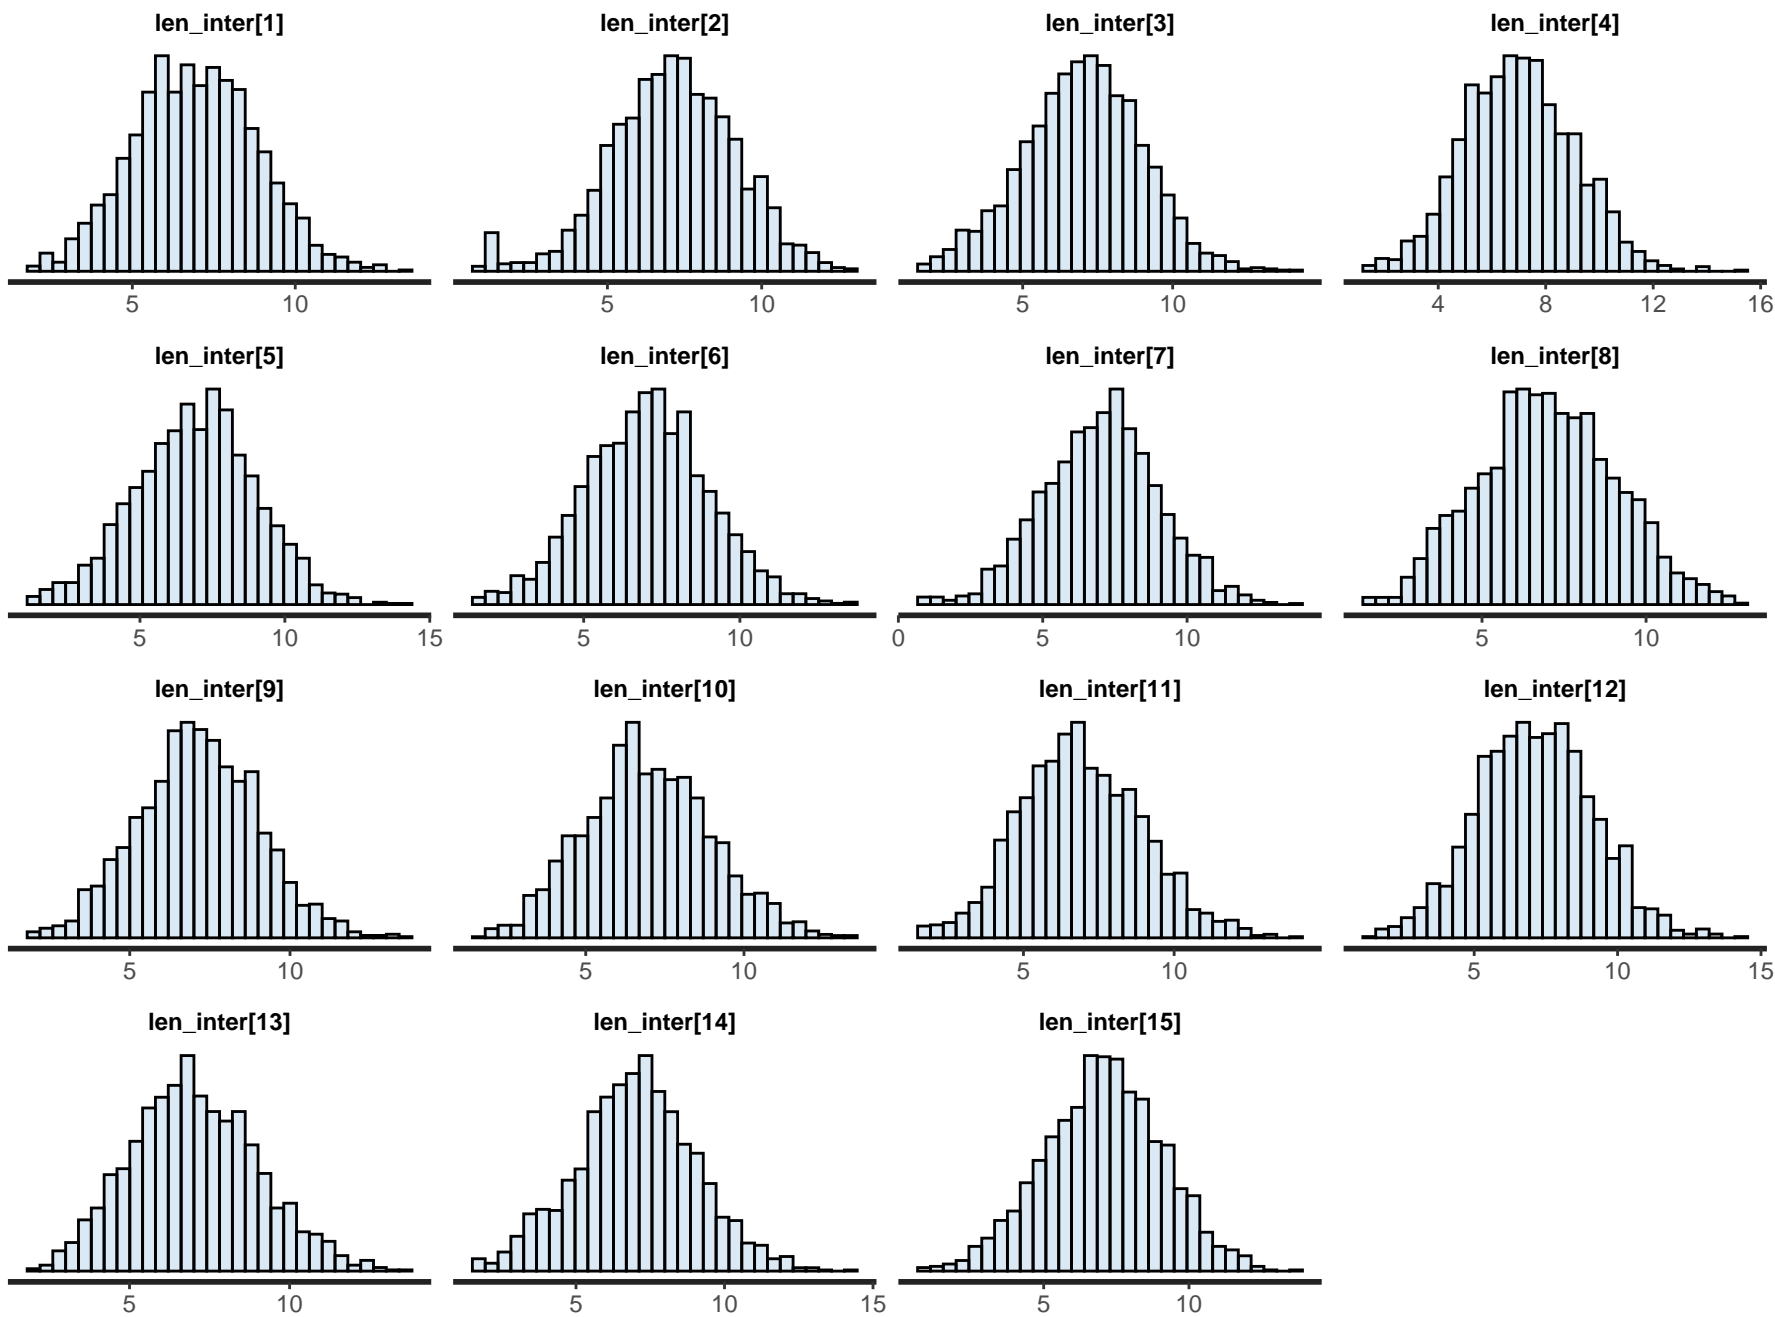 len_inter[1] len_inter[2] len_inter[3] len_inter[4]
5 10 5 10 5 10 4 8 12 16
len_inter[5] len_inter[6] len_inter[7] len_inter[8]
5 10 15 5 10 0 5 10 5 10
len_inter[9] len_inter[10] len_inter[11] len_inter[12]
5 10 5 10 5 10 5 10 15
len_inter[13] len_inter[14] len_inter[15]
5 10 5 10 15 5 10